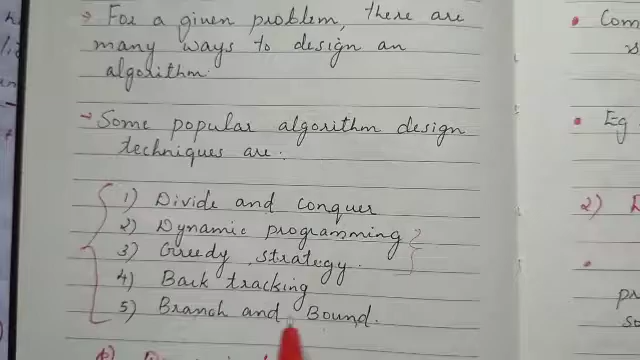 → For a given problem, there are
many ways to design an
algorithm.
→ Some popular algorithm design
techniques are:
1) Divide and conquer
2) Dynamic programming
3) Greedy strategy.
4) Back tracking
5) Branch and Bound.
• Com
• Eg
2)